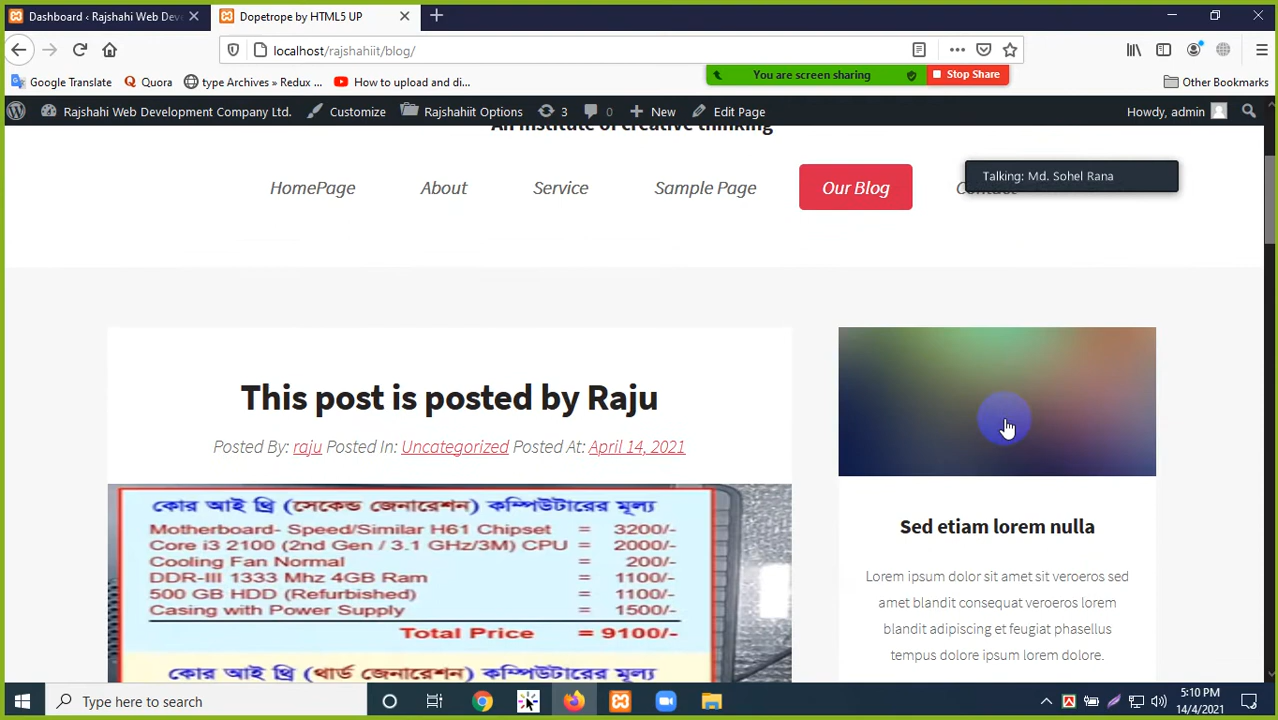 Dashboard ‹ Rajshahi Web Deve
Dopetrope by HTML5 UP
localhost/rajshahiit/blog/
Google Translate
Quora
type Archives » Redux ...
How to upload and di...
You are screen sharing
Stop Share
Other Bookmarks
Rajshahi Web Development Company Ltd.
Customize
Rajshahiit Options
3
0
New
Edit Page
Howdy, admin
An institute of creative thinking
HomePage
About
Service
Sample Page
Our Blog
Contact
Talking: Md. Sohel Rana
This post is posted by Raju
Posted By: raju Posted In: Uncategorized Posted At: April 14, 2021
কোর আই থ্রি (সেকেন্ড জেনারেশন) কম্পিউটারের মূল্য
Motherboard- Speed/Similar H61 Chipset = 3200/-
Core i3 2100 (2nd Gen / 3.1 GHz/3M) CPU = 2000/-
Cooling Fan Normal = 200/-
DDR-III 1333 Mhz 4GB Ram = 1100/-
500 GB HDD (Refurbished) = 1100/-
Casing with Power Supply = 1500/-
Total Price = 9100/-
কোর আই থ্রি (থার্ড জেনারেশন) কম্পিউটারের মূল্য
Sed etiam lorem nulla
Lorem ipsum dolor sit amet sit veroeros sed
amet blandit consequat veroeros lorem
blandit adipiscing et feugiat phasellus
tempus dolore ipsum lorem dolore.
Type here to search
5:10 PM
14/4/2021